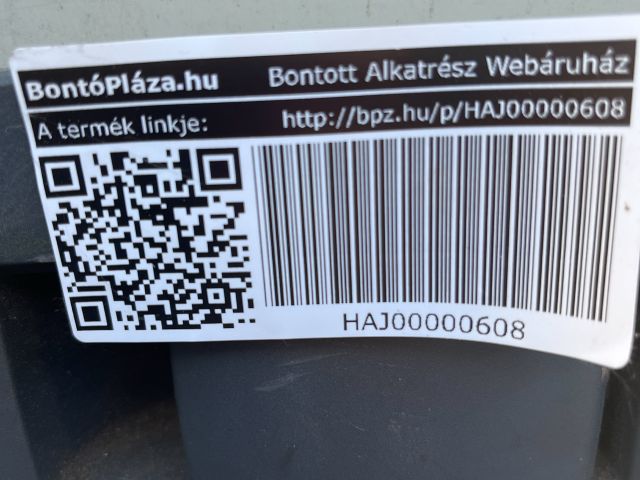 BontóPláza.hu Bontott Alkatrész Webáruház
A termék linkje: http://bpz.hu/p/HAJ00000608
HAJ00000608